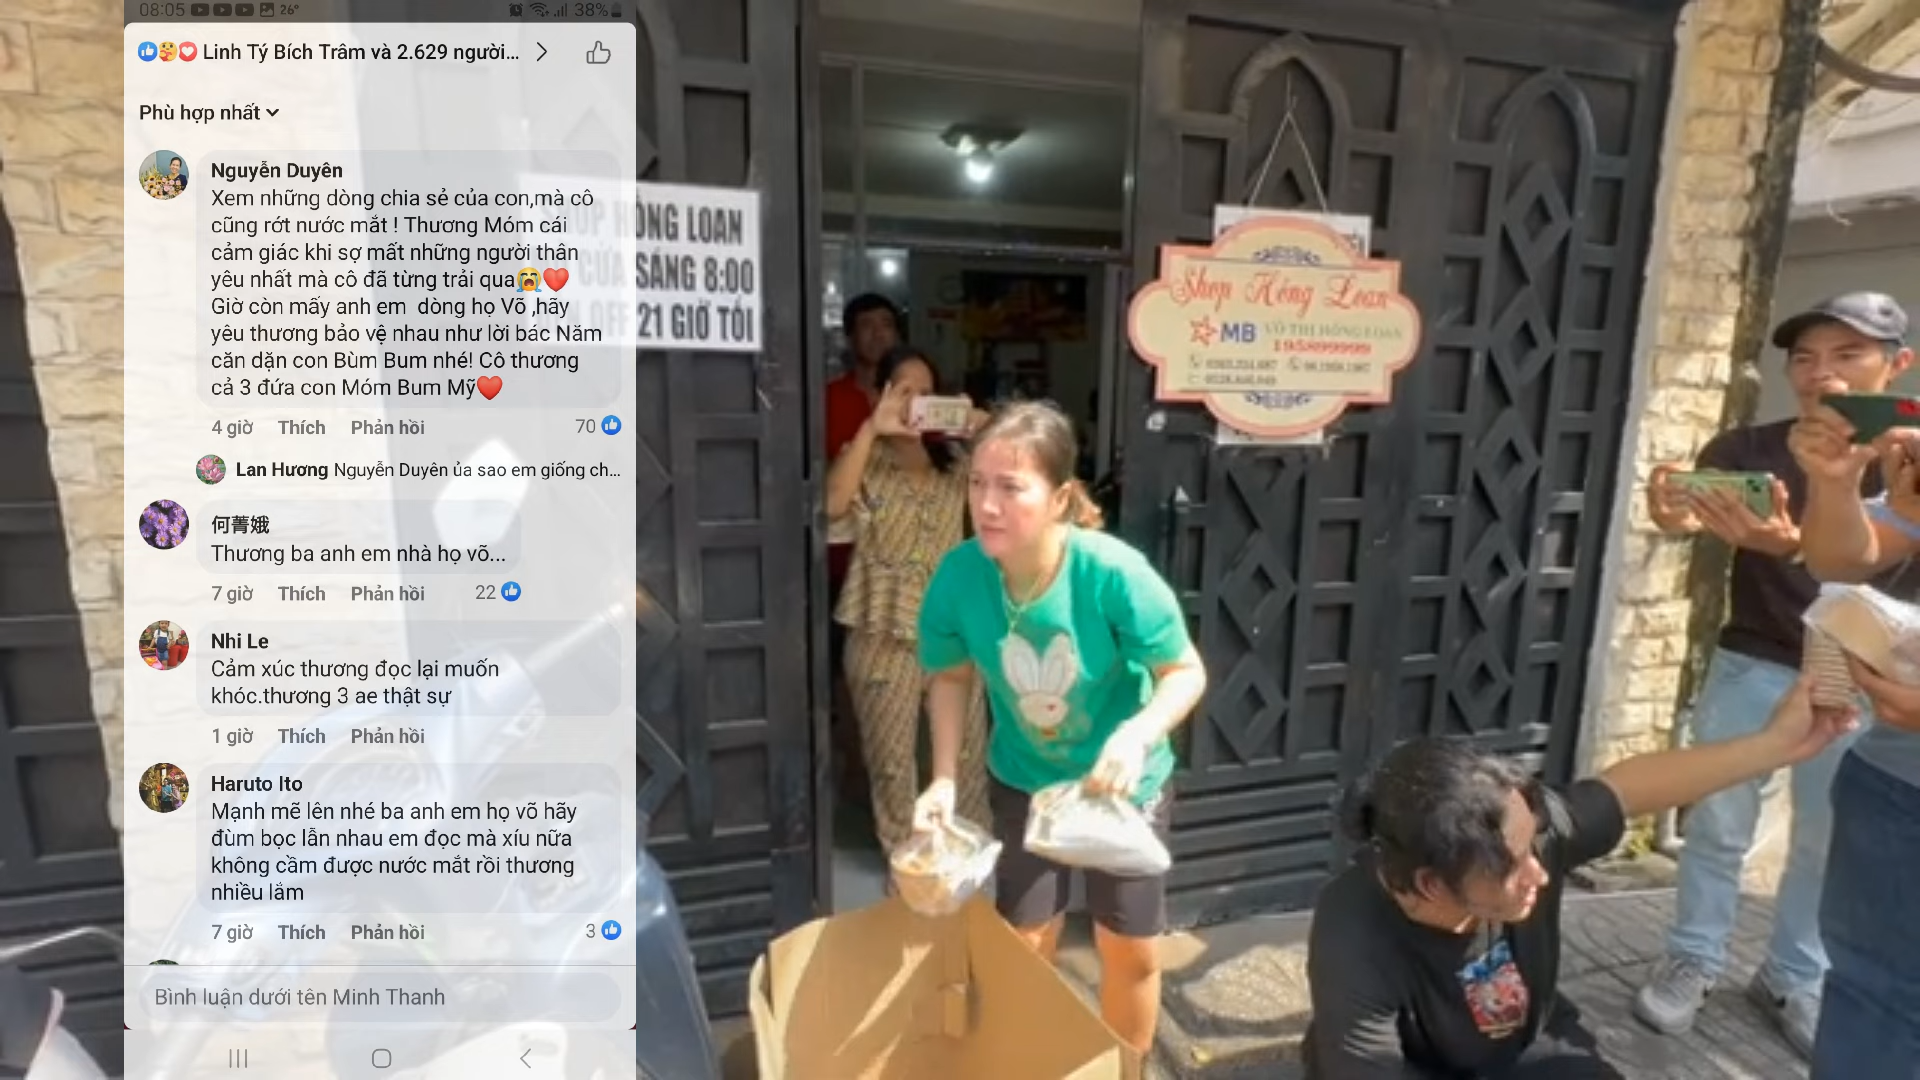 08:05
26°
38%
Linh Tý Bích Trâm và 2.629 người...
Phù hợp nhất
Nguyễn Duyên
Xem những dòng chia sẻ của con,mà cô
cũng rớt nước mắt ! Thương Móm cái
cảm giác khi sợ mất những người thân
yêu nhất mà cô đã từng trải qua😭❤️
Giờ còn mấy anh em dòng họ Võ ,hãy
yêu thương bảo vệ nhau như lời bác Năm
căn dặn con Bùm Bum nhé! Cô thương
cả 3 đứa con Móm Bum Mỹ❤️
4 giờ Thích Phản hồi 70
Lan Hương Nguyễn Duyên ủa sao em giống ch...
何菁娥
Thương ba anh em nhà họ võ...
7 giờ Thích Phản hồi 22
Nhi Le
Cảm xúc thương đọc lại muốn
khóc.thương 3 ae thật sự
1 giờ Thích Phản hồi
Haruto Ito
Mạnh mẽ lên nhé ba anh em họ võ hãy
đùm bọc lẫn nhau em đọc mà xíu nữa
không cầm được nước mắt rồi thương
nhiều lắm
7 giờ Thích Phản hồi 3
Bình luận dưới tên Minh Thanh
SHOP HỒNG LOAN
CỬA SÁNG 8:00
OFF 21 GIỜ TỐI
Shop Hồng Loan
MB VÕ THỊ HỒNG LOAN